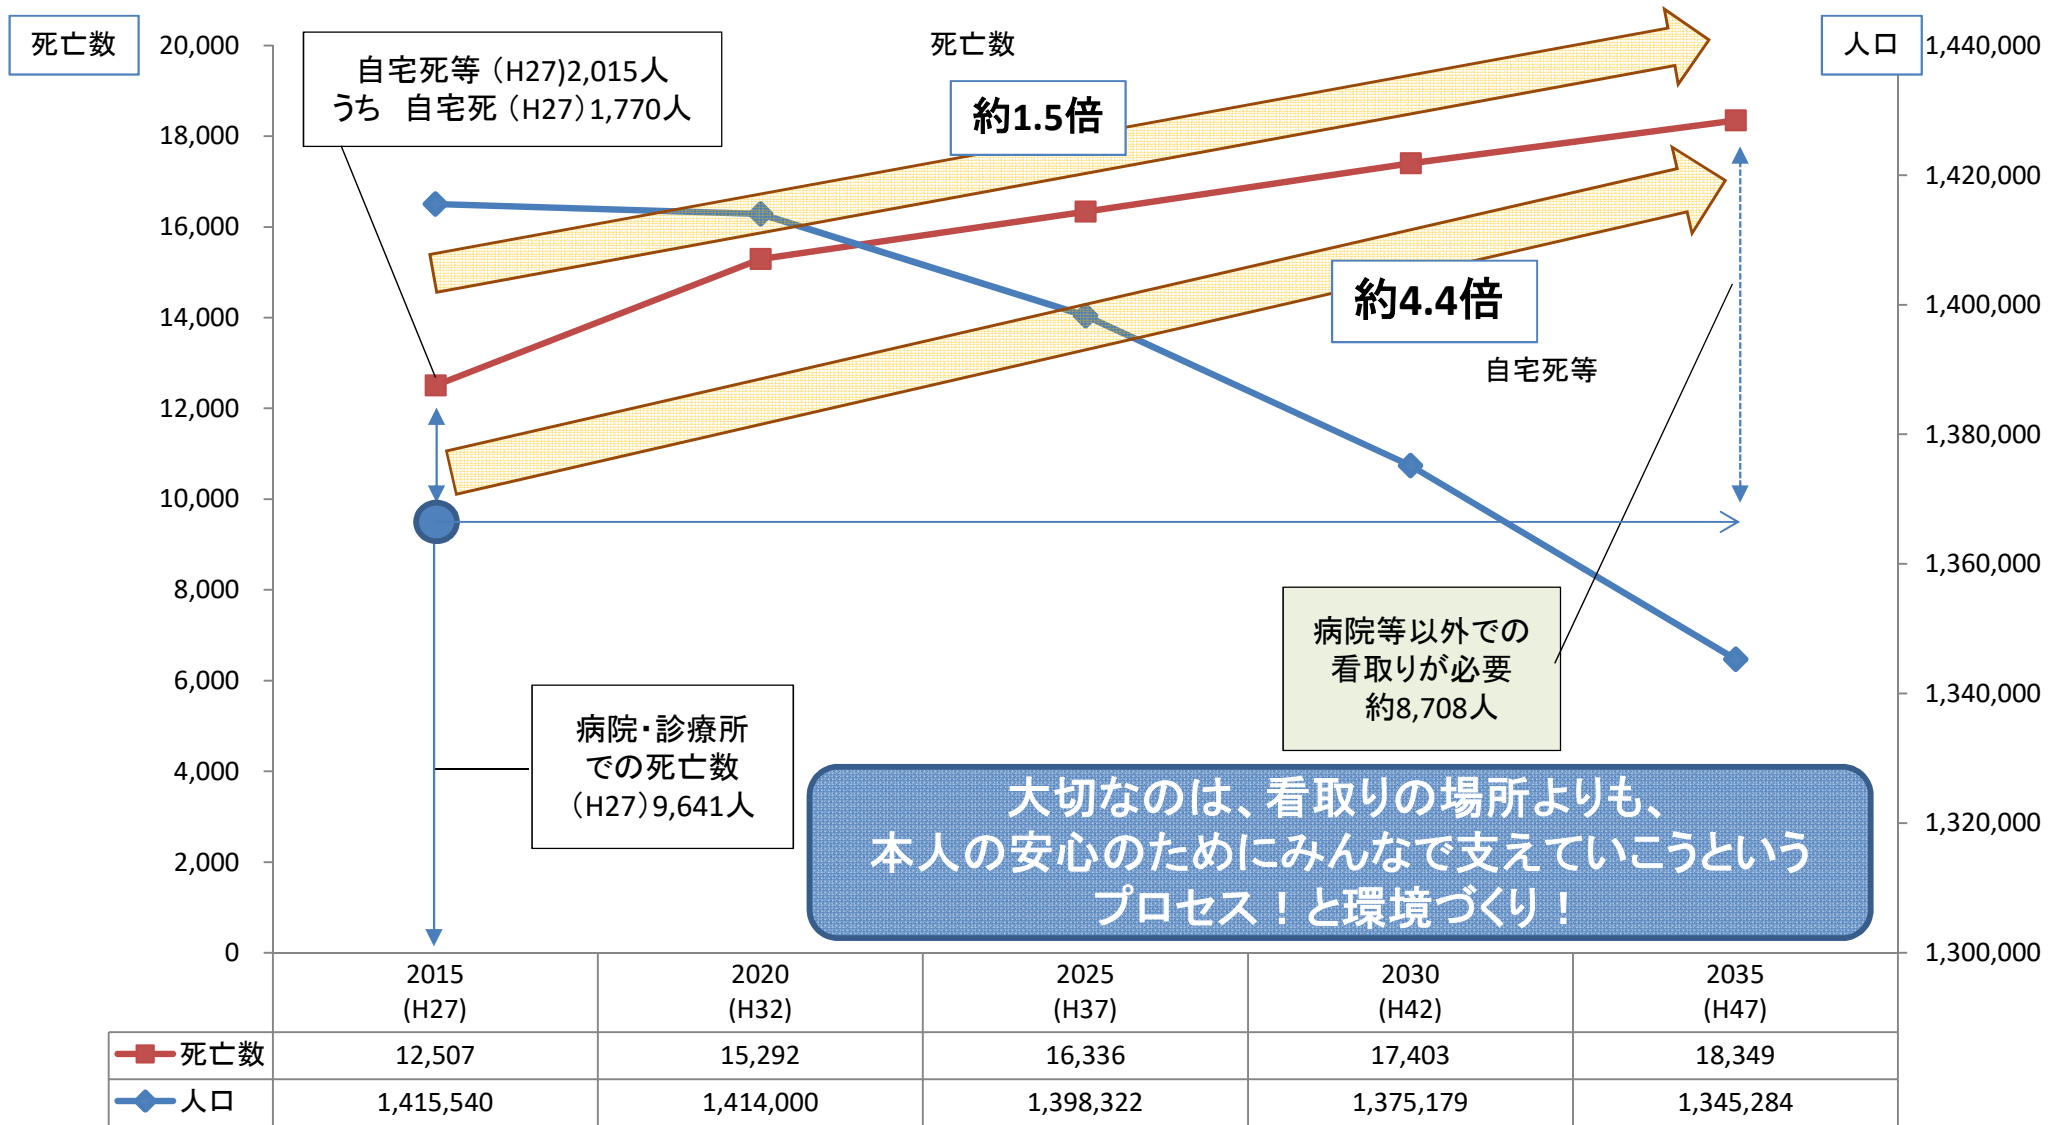 死亡数
人口
死亡数
20,000
18,000
16,000
14,000
12,000
10,000
8,000
6,000
4,000
2,000
0
1,440,000
1,420,000
1,400,000
1,380,000
1,360,000
1,340,000
1,320,000
1,300,000
自宅死等（H27)2,015人
うち　自宅死（H27）1,770人
約1.5倍
約4.4倍
自宅死等
病院等以外での
看取りが必要
約8,708人
病院・診療所
での死亡数
（H27）9,641人
大切なのは、看取りの場所よりも、
本人の安心のためにみんなで支えていこうという
プロセス！と環境づくり！
2015 2020 2025 2030 2035
(H27) (H32) (H37) (H42) (H47)
死亡数 12,507 15,292 16,336 17,403 18,349
人口 1,415,540 1,414,000 1,398,322 1,375,179 1,345,284